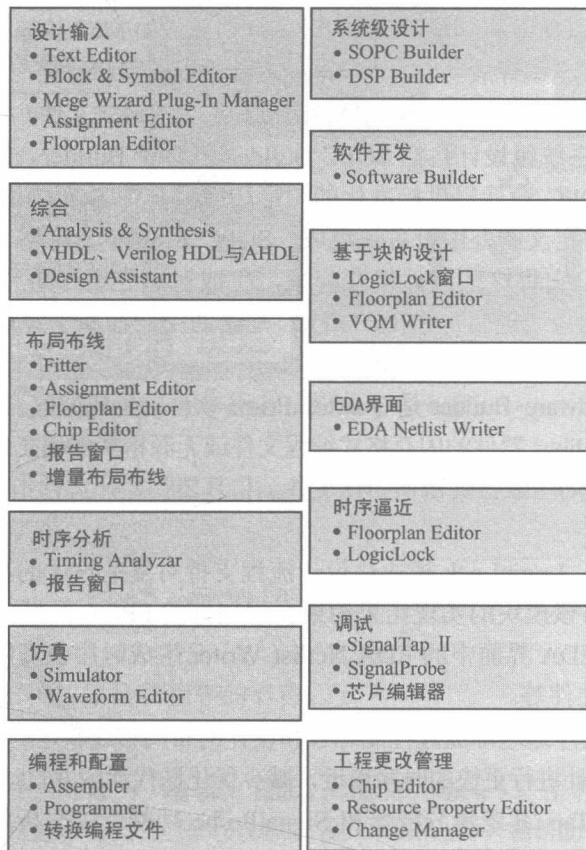 设计输入
• Text Editor
• Block & Symbol Editor
• Mege Wizard Plug-In Manager
• Assignment Editor
• Floorplan Editor
综合
• Analysis & Synthesis
• VHDL、Verilog HDL与AHDL
• Design Assistant
布局布线
• Fitter
• Assignment Editor
• Floorplan Editor
• Chip Editor
• 报告窗口
• 增量布局布线
时序分析
• Timing Analyzar
• 报告窗口
仿真
• Simulator
• Waveform Editor
编程和配置
• Assembler
• Programmer
• 转换编程文件
系统级设计
• SOPC Builder
• DSP Builder
软件开发
• Software Builder
基于块的设计
• LogicLock窗口
• Floorplan Editor
• VQM Writer
EDA界面
• EDA Netlist Writer
时序逼近
• Floorplan Editor
• LogicLock
调试
• SignalTap II
• SignalProbe
• 芯片编辑器
工程更改管理
• Chip Editor
• Resource Property Editor
• Change Manager